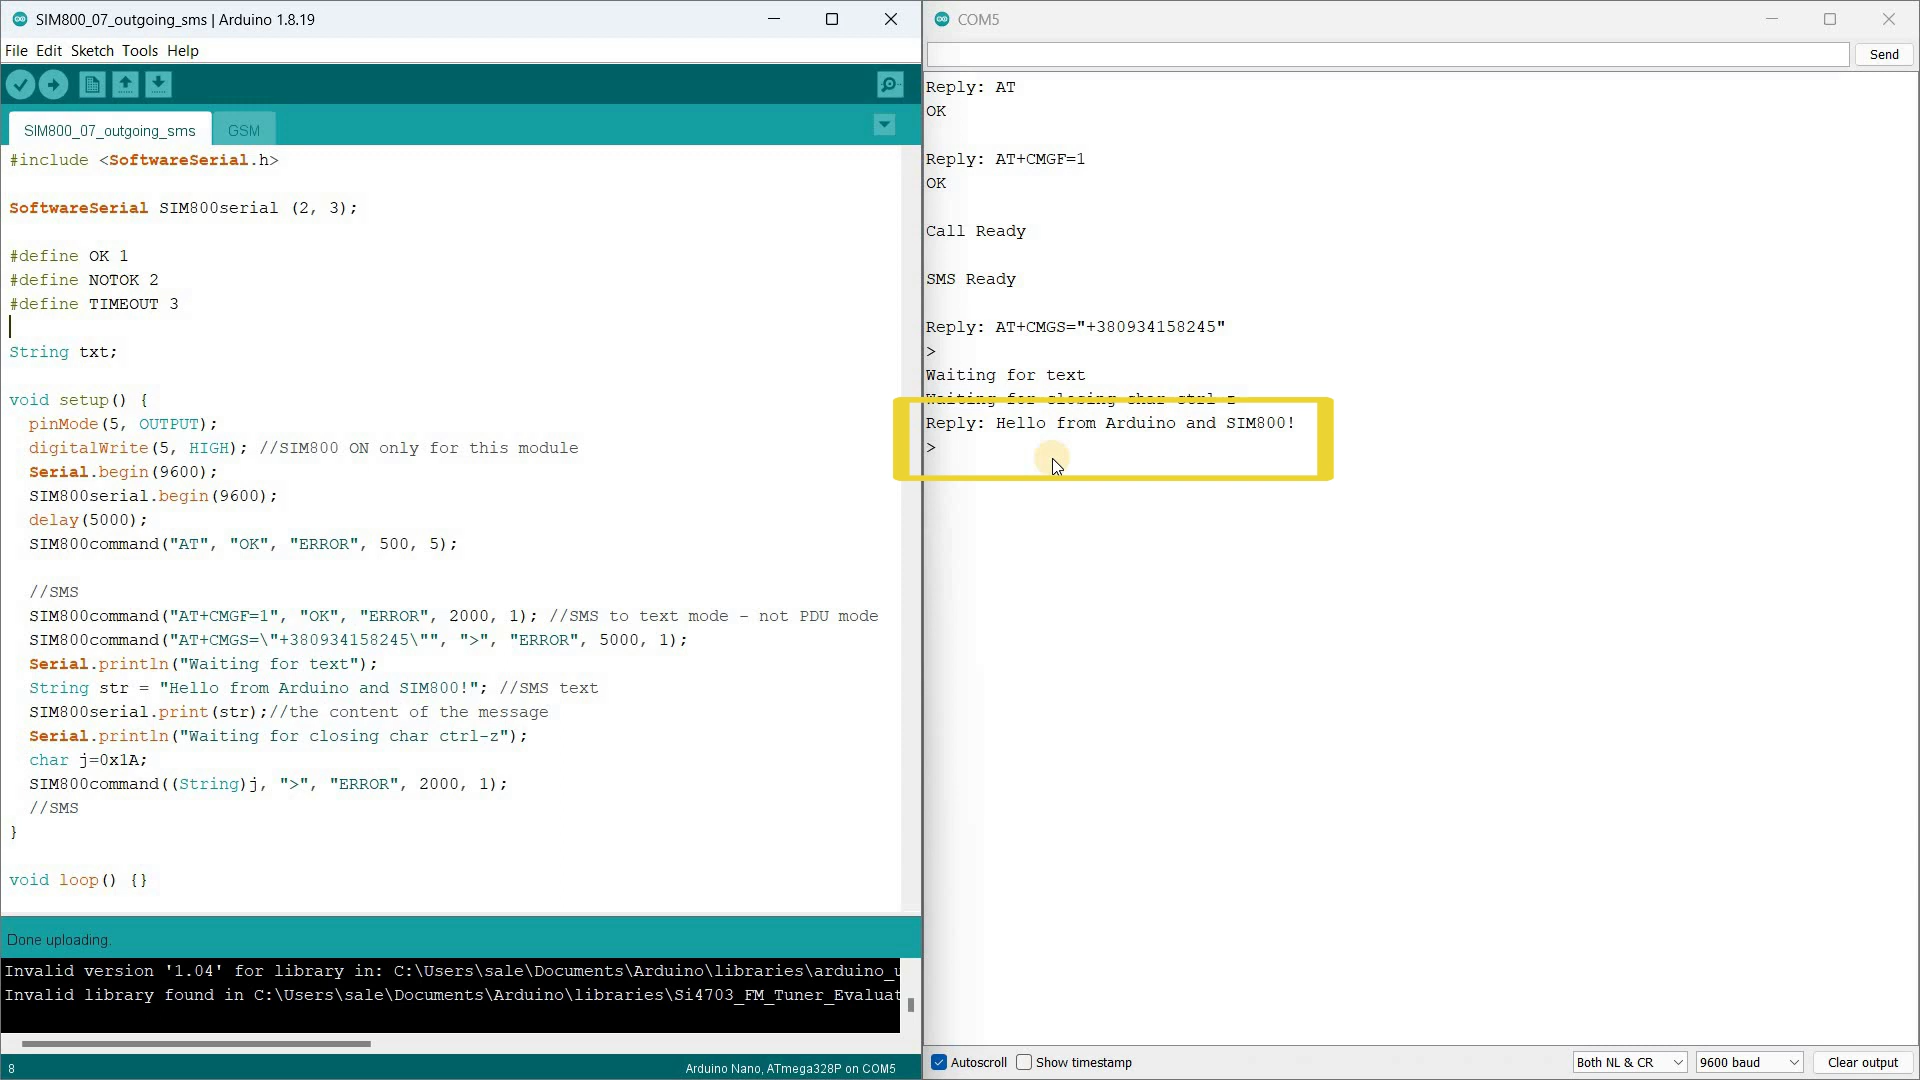 SIM800_07_outgoing_sms | Arduino 1.8.19
File Edit Sketch Tools Help
SIM800_07_outgoing_sms GSM
#include <SoftwareSerial.h>
SoftwareSerial SIM800serial (2, 3);
#define OK 1
#define NOTOK 2
#define TIMEOUT 3
String txt;
void setup() {
pinMode(5, OUTPUT);
digitalWrite(5, HIGH); //SIM800 ON only for this module
Serial.begin(9600);
SIM800serial.begin(9600);
delay(5000);
SIM800command("AT", "OK", "ERROR", 500, 5);
//SMS
SIM800command("AT+CMGF=1", "OK", "ERROR", 2000, 1); //SMS to text mode - not PDU mode
SIM800command("AT+CMGS=\"+380934158245\"", ">", "ERROR", 5000, 1);
Serial.println("Waiting for text");
String str = "Hello from Arduino and SIM800!"; //SMS text
SIM800serial.print(str);//the content of the message
Serial.println("Waiting for closing char ctrl-z");
char j=0x1A;
SIM800command((String)j, ">", "ERROR", 2000, 1);
//SMS
}
void loop() {}
Done uploading.
Invalid version '1.04' for library in: C:\Users\sale\Documents\Arduino\libraries\arduino_u
Invalid library found in C:\Users\sale\Documents\Arduino\libraries\Si4703_FM_Tuner_Evaluat
8 Arduino Nano, ATmega328P on COM5
COM5
Send
Reply: AT
OK
Reply: AT+CMGF=1
OK
Call Ready
SMS Ready
Reply: AT+CMGS="+380934158245"
>
Waiting for text
Waiting for closing char ctrl-z
Reply: Hello from Arduino and SIM800!
>
Autoscroll Show timestamp Both NL & CR 9600 baud Clear output